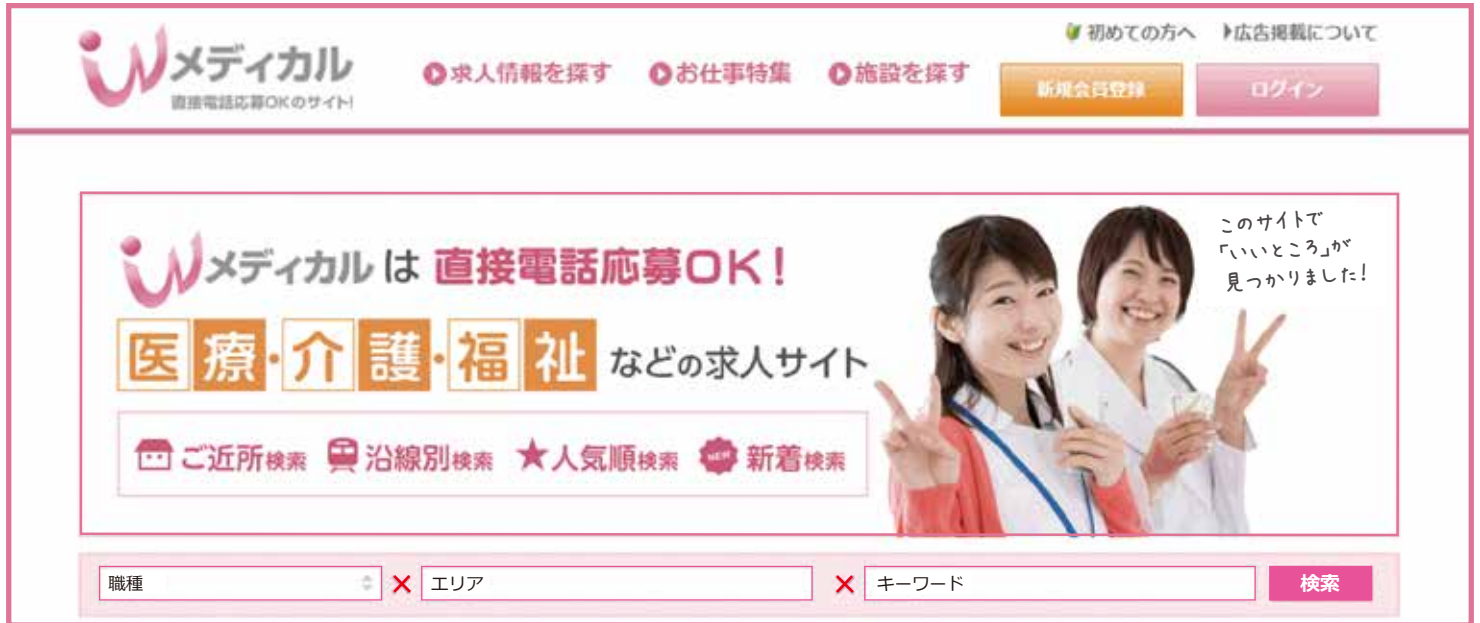 初めての方へ
広告掲載について
iWメディカル
直接電話応募OKのサイト!
求人情報を探す
お仕事特集
施設を探す
新規会員登録
ログイン
iWメディカルは直接電話応募OK!
医療・介護・福祉などの求人サイト
ご近所検索 沿線別検索 人気順検索 NEW 新着検索
このサイトで
「いいところ」が
見つかりました!
職種 × エリア × キーワード 検索